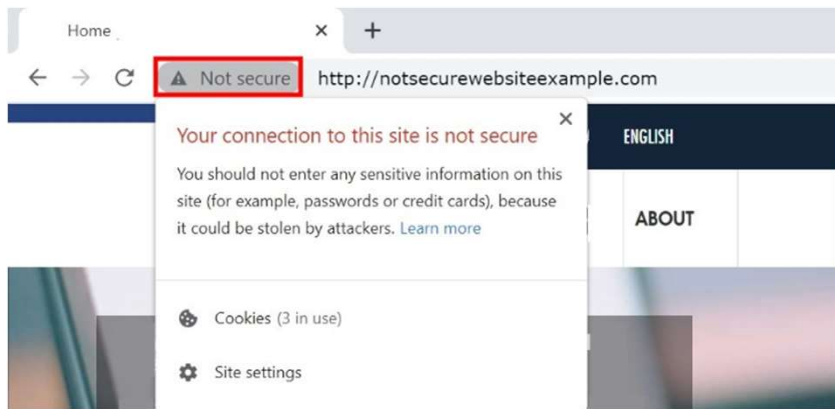 Home
Not secure http://notsecurewebsiteexample.com
Your connection to this site is not secure
ENGLISH
You should not enter any sensitive information on this
site (for example, passwords or credit cards), because
it could be stolen by attackers. Learn more
ABOUT
Cookies (3 in use)
Site settings